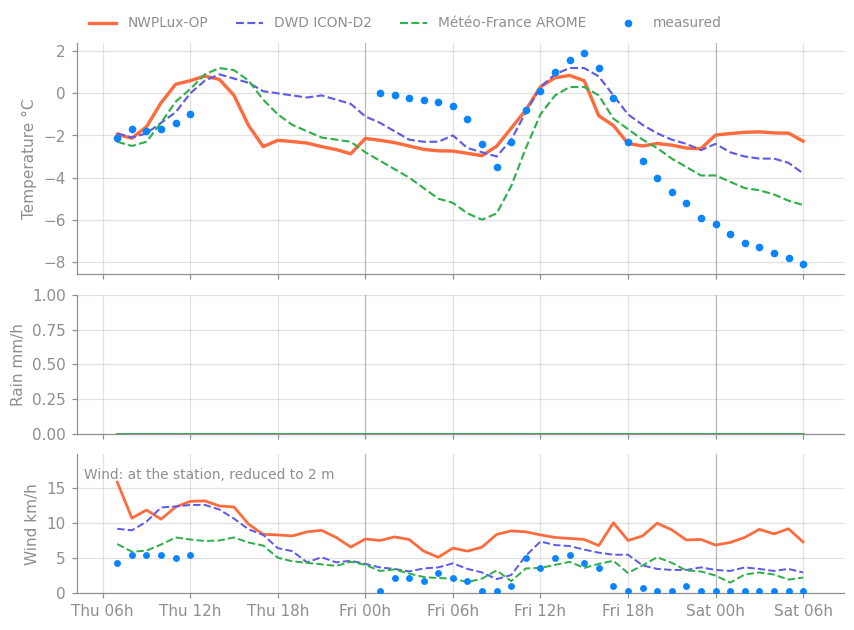 NWPLux-OP DWD ICON-D2 Météo-France AROME measured
Temperature °C
2
0
−2
−4
−6
−8
Rain mm/h
1.00
0.75
0.50
0.25
0.00
Wind km/h
Wind: at the station, reduced to 2 m
15
10
5
0
Thu 06h Thu 12h Thu 18h Fri 00h Fri 06h Fri 12h Fri 18h Sat 00h Sat 06h